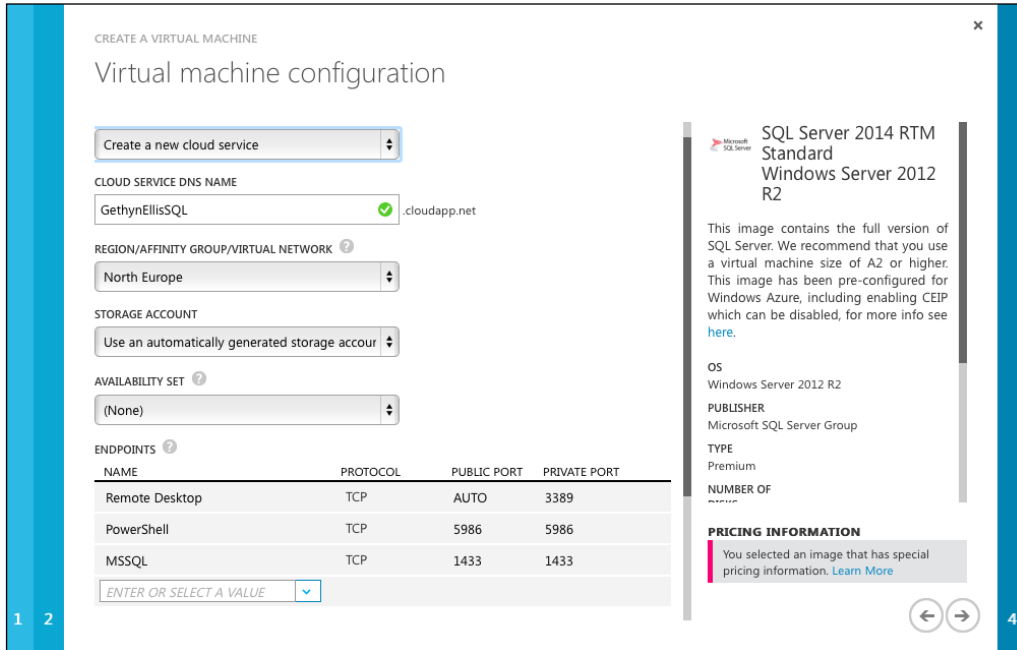 ×
CREATE A VIRTUAL MACHINE
Virtual machine configuration
Create a new cloud service
CLOUD SERVICE DNS NAME
GethynEllisSQL .cloudapp.net
REGION/AFFINITY GROUP/VIRTUAL NETWORK ?
North Europe
STORAGE ACCOUNT
Use an automatically generated storage accour
AVAILABILITY SET ?
(None)
ENDPOINTS ?
NAME PROTOCOL PUBLIC PORT PRIVATE PORT
Remote Desktop TCP AUTO 3389
PowerShell TCP 5986 5986
MSSQL TCP 1433 1433
ENTER OR SELECT A VALUE
Microsoft
SQL Server
SQL Server 2014 RTM
Standard
Windows Server 2012
R2
This image contains the full version of
SQL Server. We recommend that you use
a virtual machine size of A2 or higher.
This image has been pre-configured for
Windows Azure, including enabling CEIP
which can be disabled, for more info see
here.
OS
Windows Server 2012 R2
PUBLISHER
Microsoft SQL Server Group
TYPE
Premium
NUMBER OF
DISKS
PRICING INFORMATION
You selected an image that has special
pricing information. Learn More
1 2 4